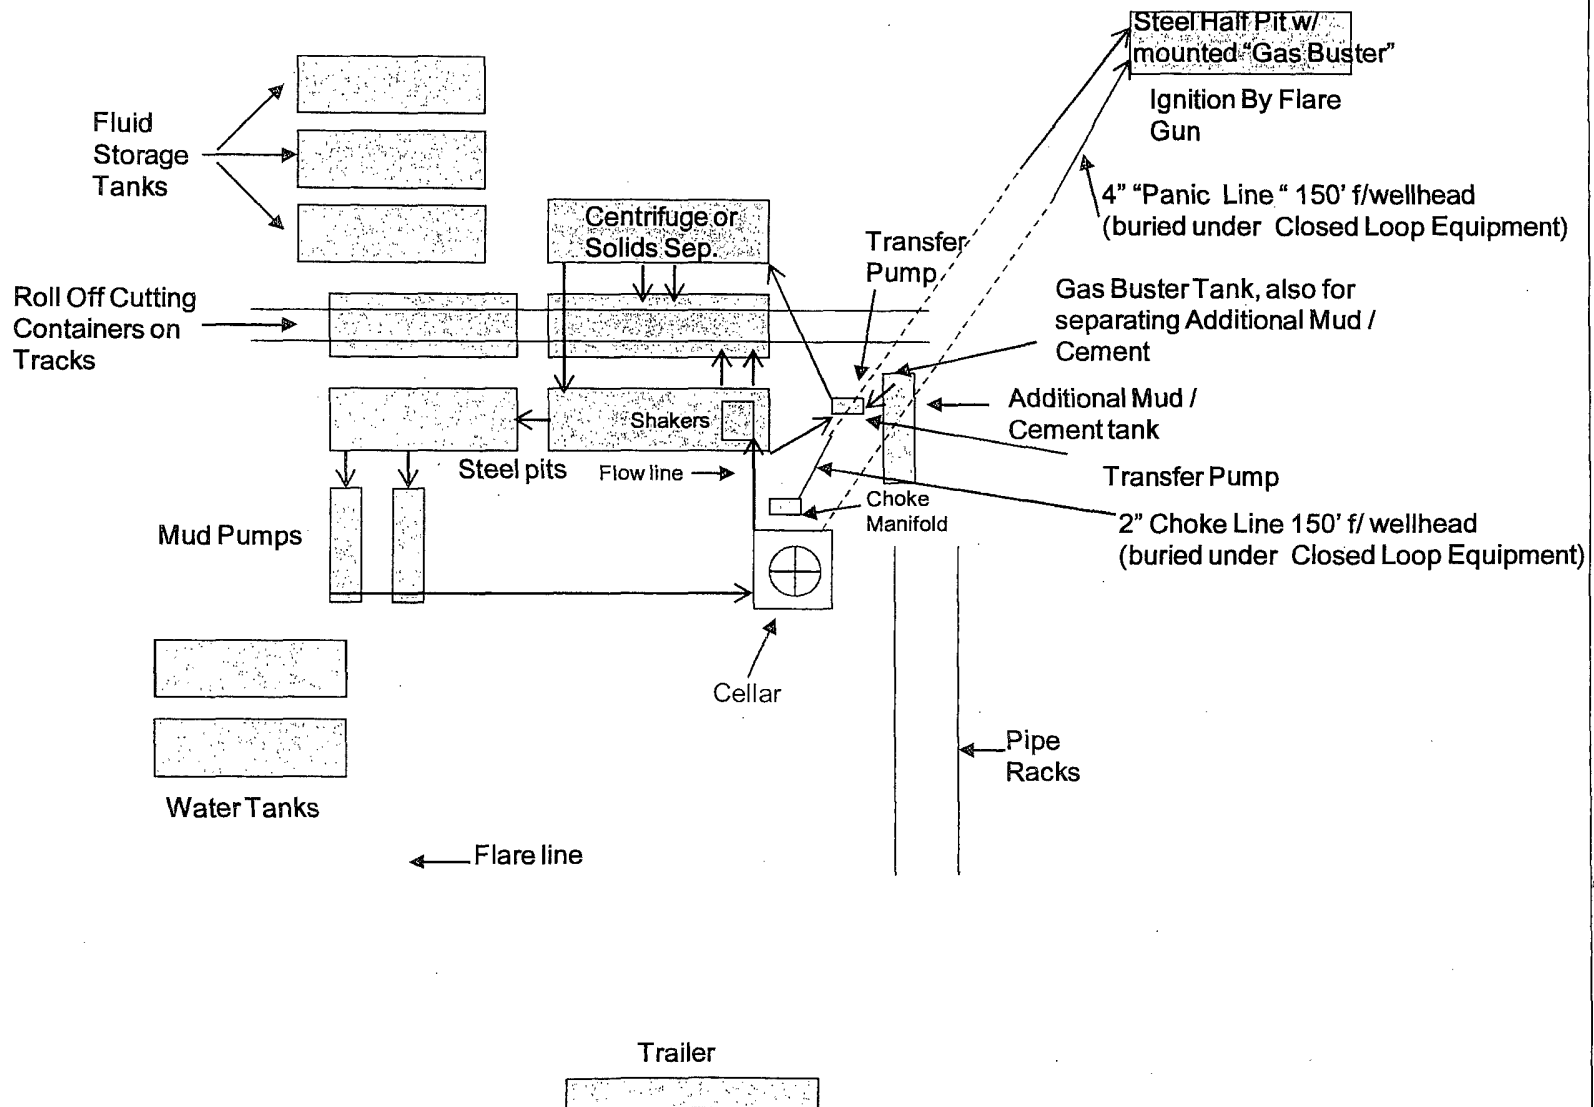 Steel Half Pit w/
mounted “Gas Buster”
Ignition By Flare
Gun
Fluid
Storage
Tanks
4” “Panic Line “ 150’ f/wellhead
(buried under Closed Loop Equipment)
Centrifuge or
Solids Sep.
Transfer
Pump
Roll Off Cutting
Containers on
Tracks
Gas Buster Tank, also for
separating Additional Mud /
Cement
Additional Mud /
Cement tank
Shakers
Steel pits
Flow line
Transfer Pump
Choke
Manifold
2” Choke Line 150’ f/ wellhead
(buried under Closed Loop Equipment)
Mud Pumps
Cellar
Pipe
Racks
Water Tanks
Flare line
Trailer